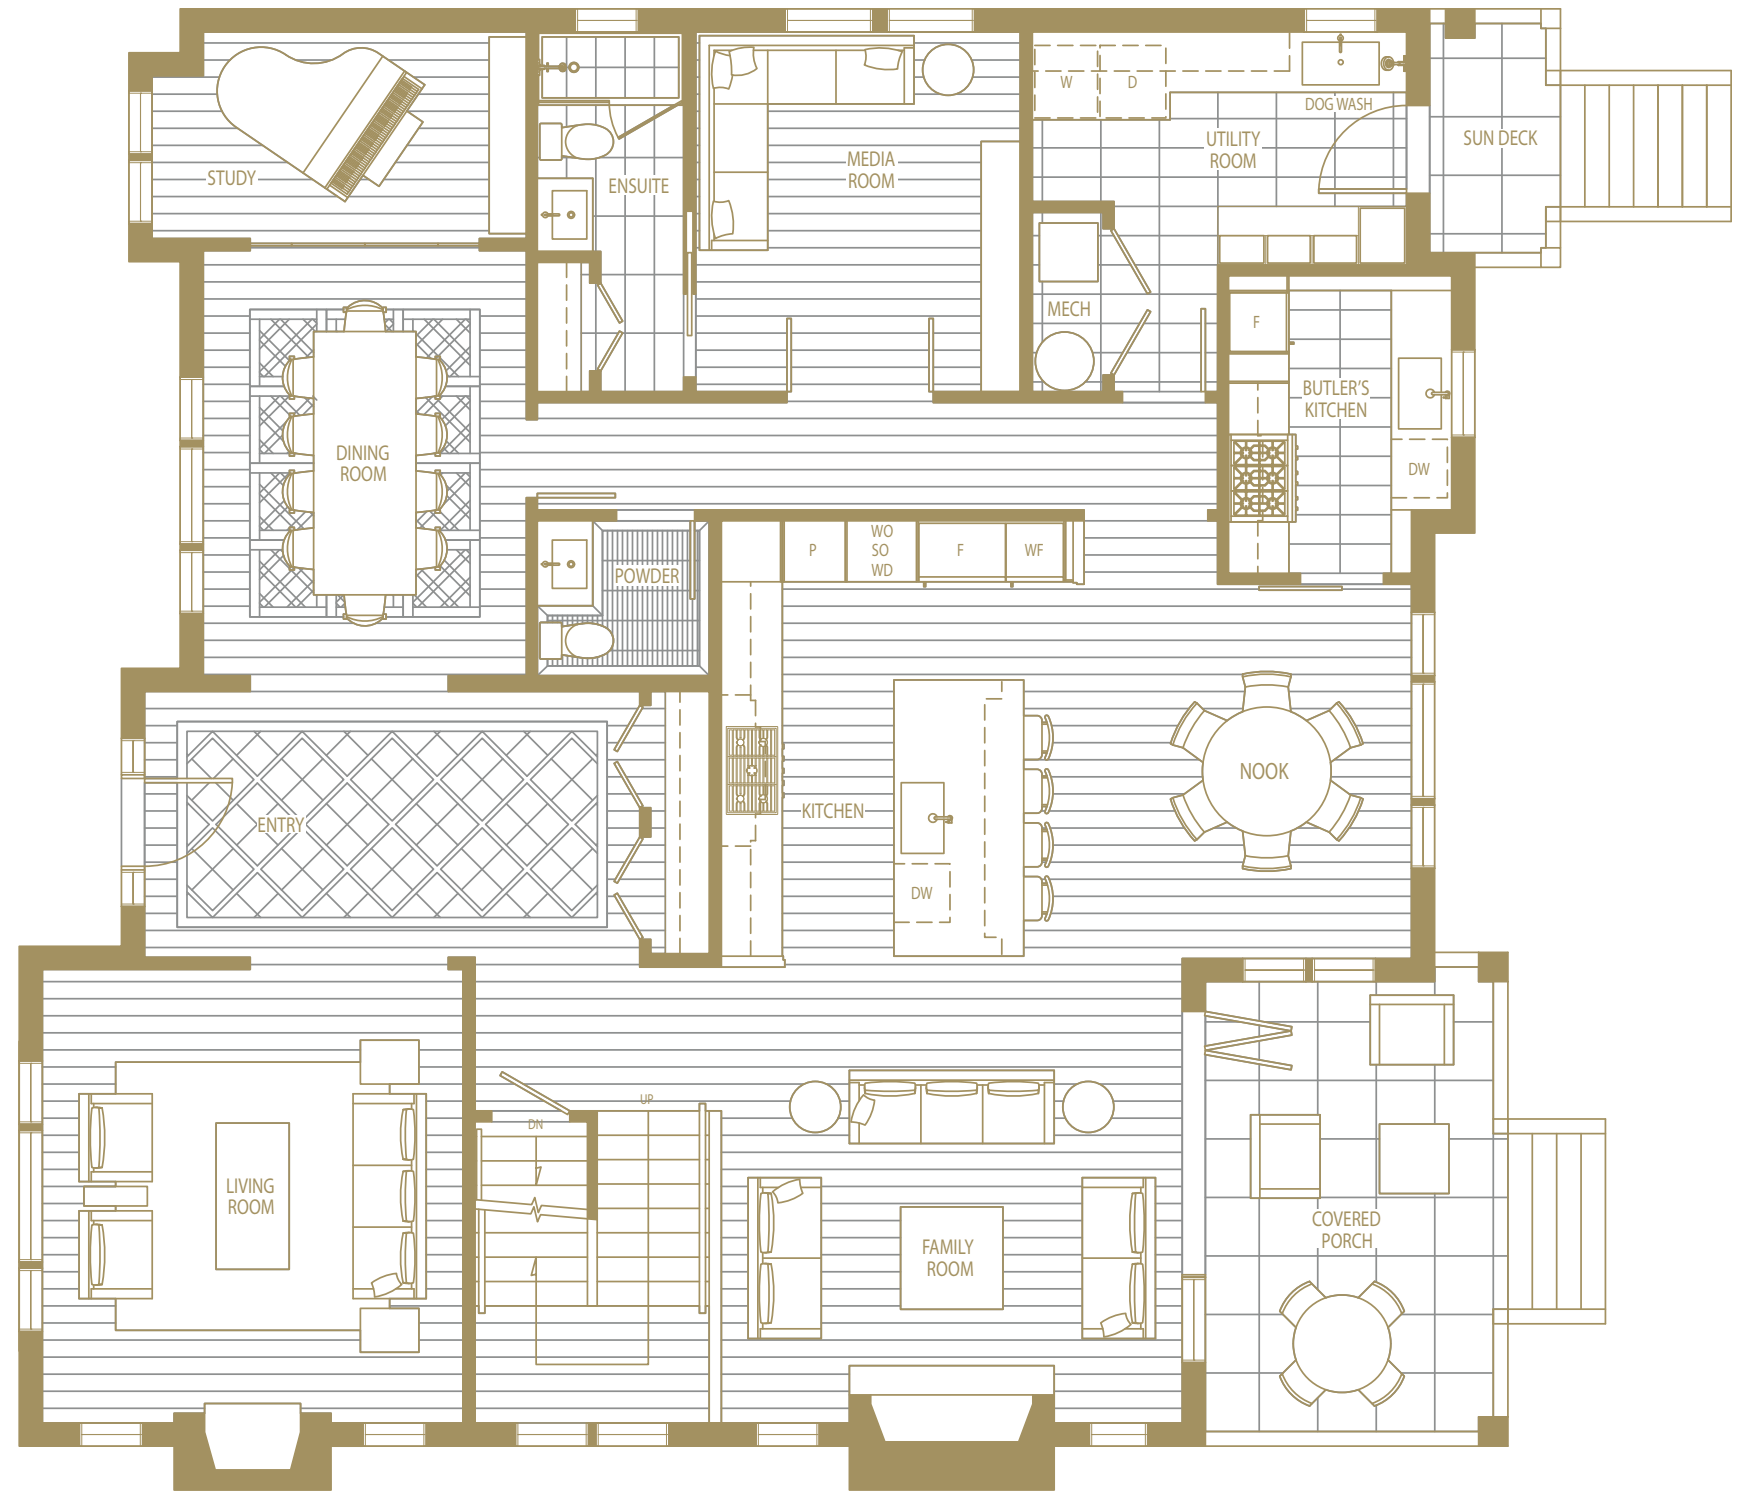 W
D
DOG WASH
UTILITY
ROOM
SUN DECK
STUDY
ENSUITE
MEDIA
ROOM
MECH
F
BUTLER'S
KITCHEN
DW
DINING
ROOM
P
WO
SO
WD
F
WF
POWDER
ENTRY
KITCHEN
NOOK
DW
UP
DN
LIVING
ROOM
FAMILY
ROOM
COVERED
PORCH